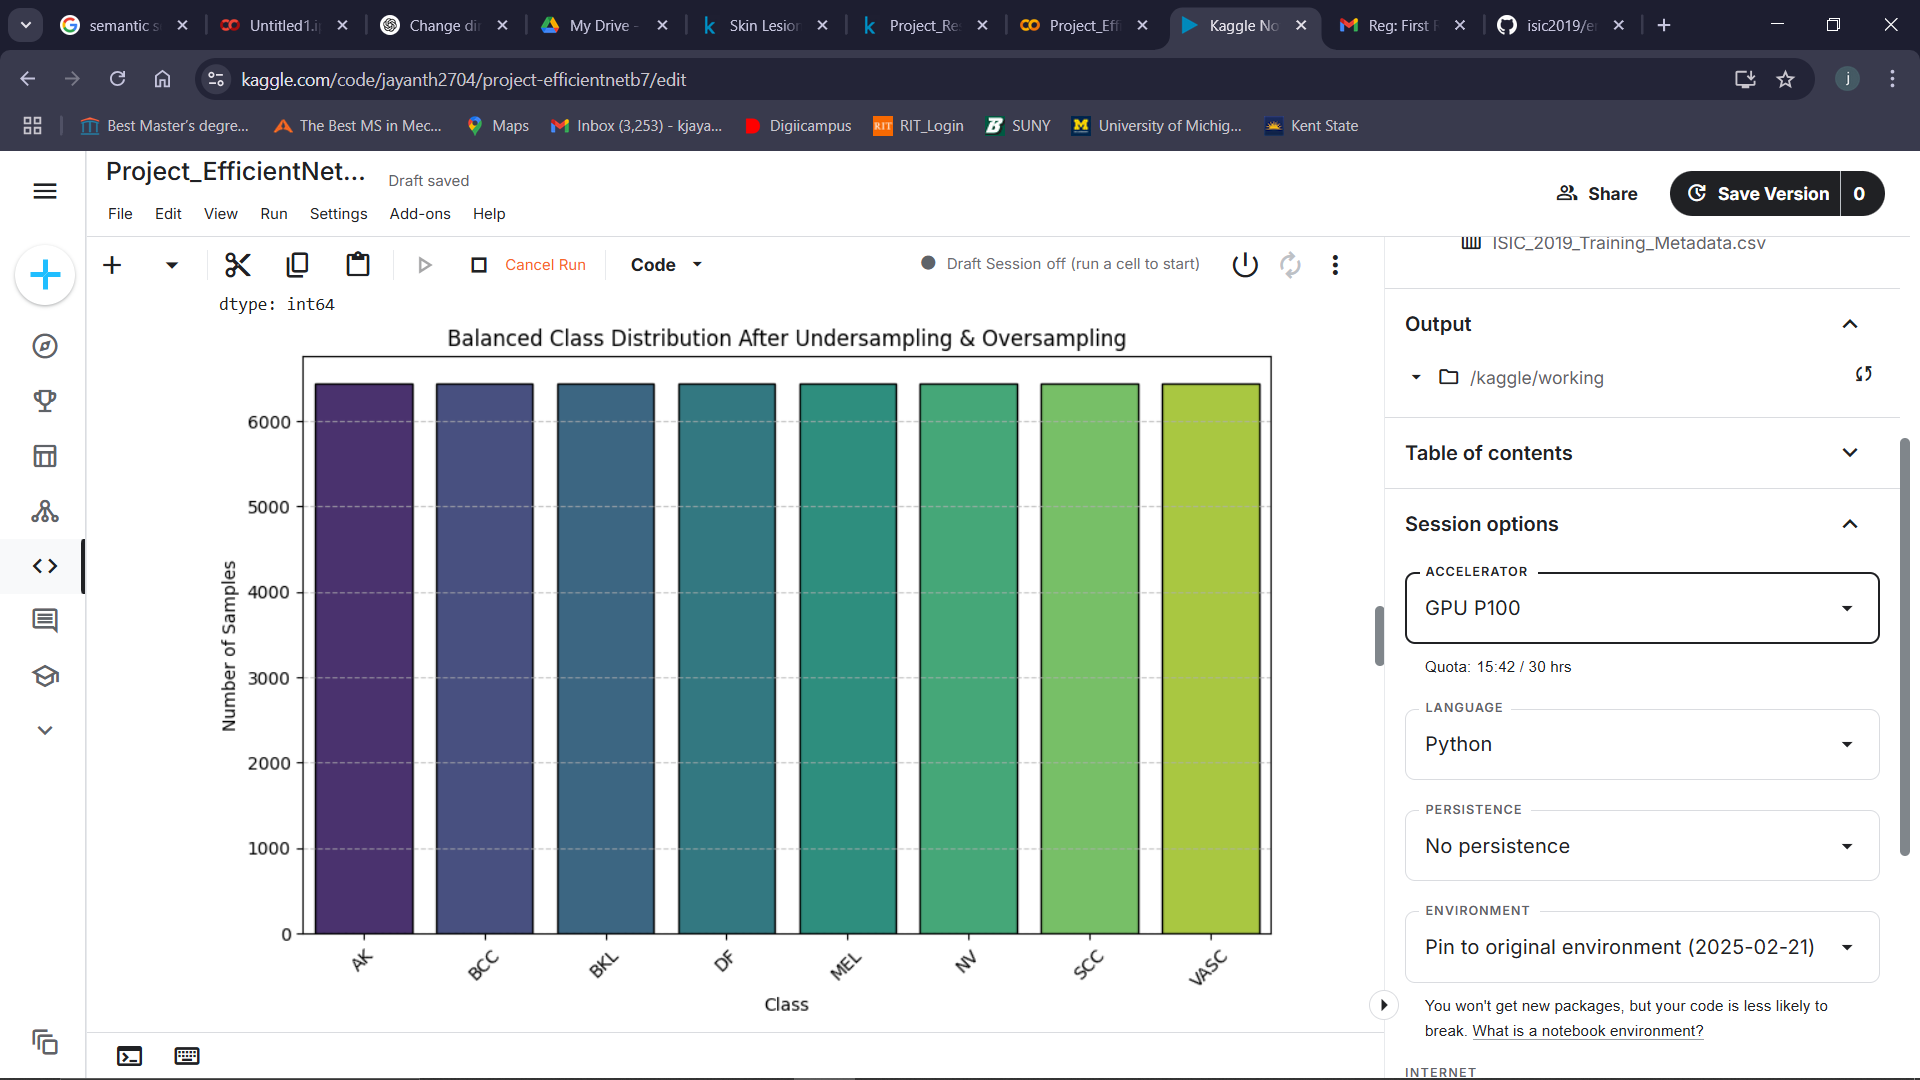 semantic s
Untitled1.i
Change di
My Drive -
Skin Lesion
Project_Re
Project_Eff
Kaggle No
Reg: First
isic2019/e
kaggle.com/code/jayanth2704/project-efficientnetb7/edit
j
Best Master's degre...
The Best MS in Mec...
Maps
Inbox (3,253) - kjaya...
Digiicampus
RIT_Login
SUNY
University of Michig...
Kent State
Project_EfficientNet...
Draft saved
File Edit View Run Settings Add-ons Help
Share
Save Version 0
Cancel Run
Code
Draft Session off (run a cell to start)
dtype: int64
Balanced Class Distribution After Undersampling & Oversampling
Number of Samples
6000
5000
4000
3000
2000
1000
0
AK BCC BKL DF MEL NV SCC VASC
Class
ISIC_2019_Training_Metadata.csv
Output
/kaggle/working
Table of contents
Session options
ACCELERATOR
GPU P100
Quota: 15:42 / 30 hrs
LANGUAGE
Python
PERSISTENCE
No persistence
ENVIRONMENT
Pin to original environment (2025-02-21)
You won't get new packages, but your code is less likely to
break. What is a notebook environment?
INTERNET